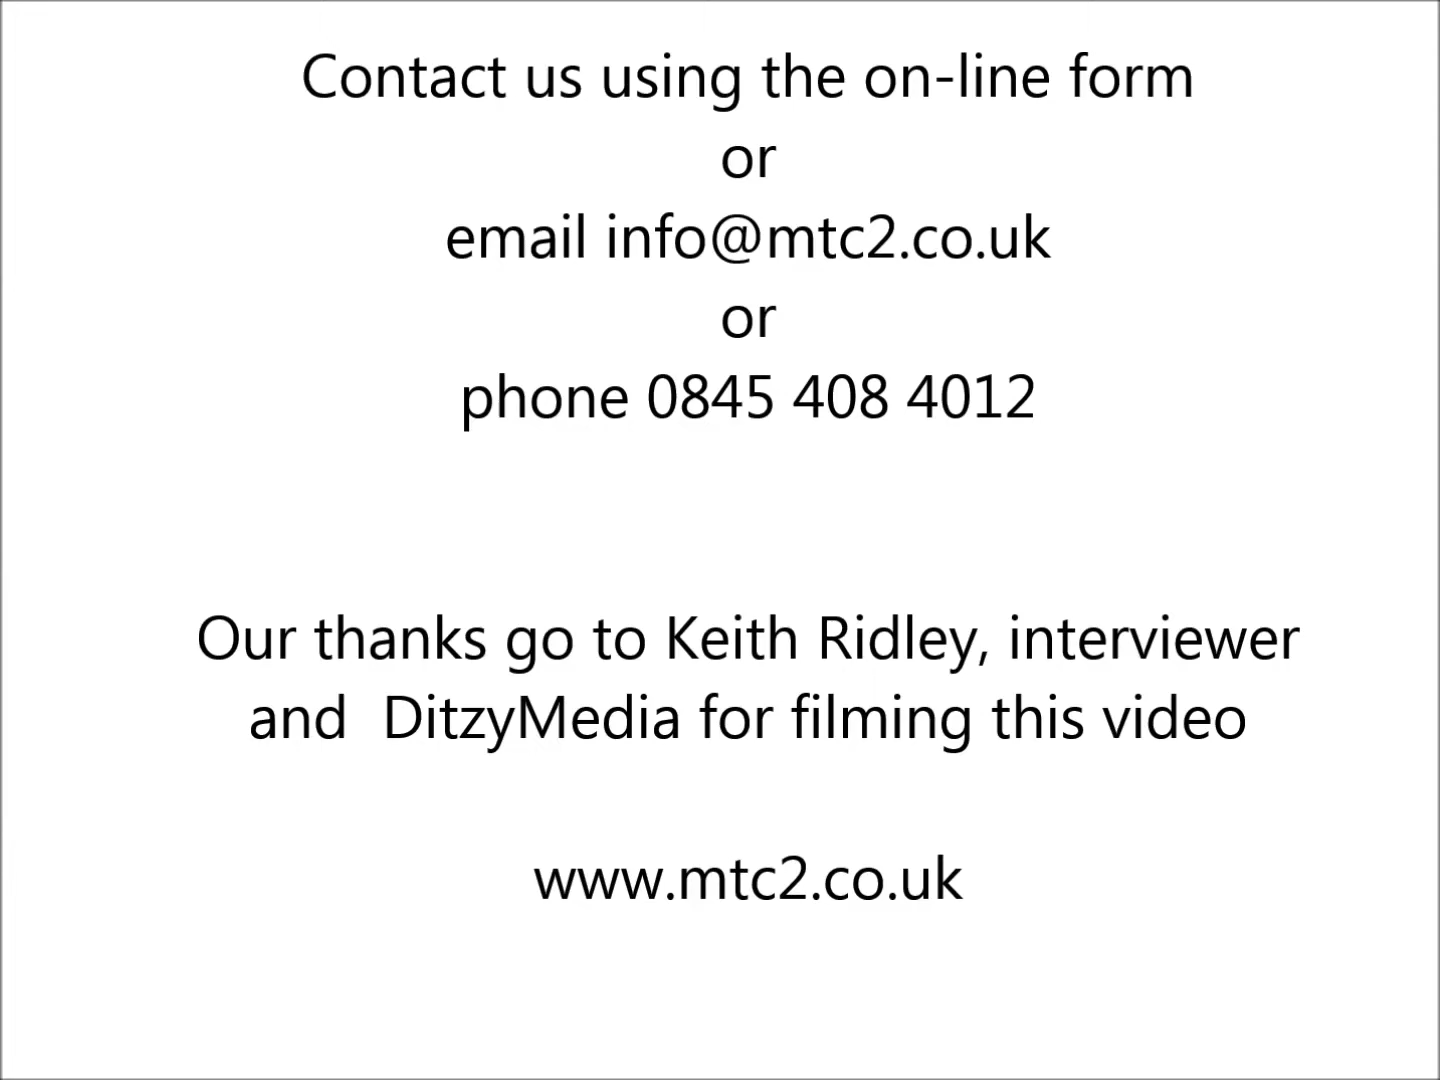 Contact us using the on-line form
or
email info@mtc2.co.uk
or
phone 0845 408 4012
Our thanks go to Keith Ridley, interviewer
and  DitzyMedia for filming this video
www.mtc2.co.uk